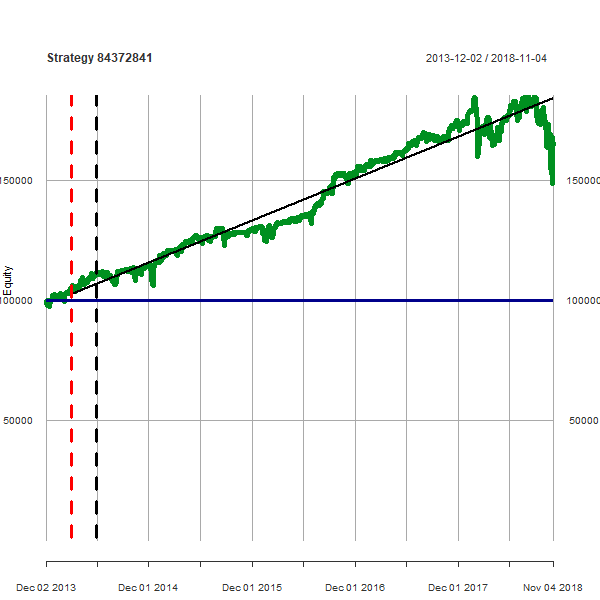 Strategy 84372841 2013-12-02 / 2018-11-04
150000 150000
Equity
100000 100000
50000 50000
Dec 02 2013 Dec 01 2014 Dec 01 2015 Dec 01 2016 Dec 01 2017 Nov 04 2018